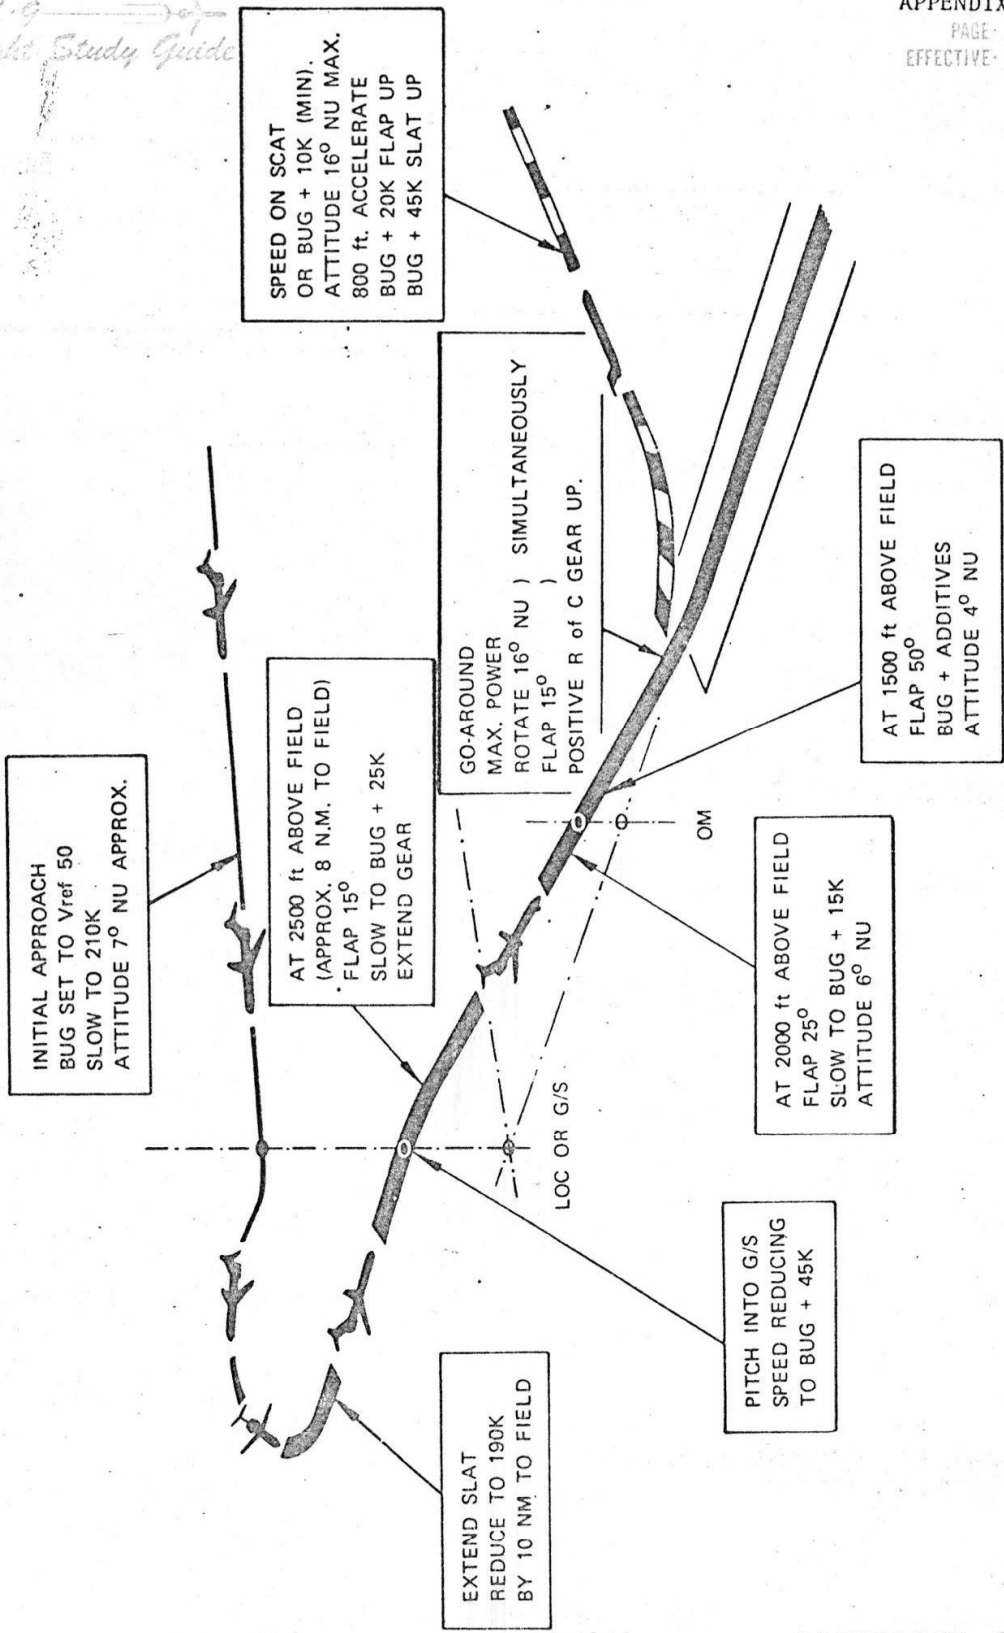 Study Guide
APPENDIX
PAGE
EFFECTIVE
INITIAL APPROACH
BUG SET TO Vref 50
SLOW TO 210K
ATTITUDE 7° NU APPROX.
EXTEND SLAT
REDUCE TO 190K
BY 10 NM TO FIELD
PITCH INTO G/S
SPEED REDUCING
TO BUG + 45K
LOC OR G/S
AT 2500 ft ABOVE FIELD
(APPROX. 8 N.M. TO FIELD)
FLAP 15°
SLOW TO BUG + 25K
EXTEND GEAR
AT 2000 ft ABOVE FIELD
FLAP 25°
SLOW TO BUG + 15K
ATTITUDE 6° NU
OM
AT 1500 ft ABOVE FIELD
FLAP 50°
BUG + ADDITIVES
ATTITUDE 4° NU
GO-AROUND
MAX. POWER
ROTATE 16° NU ) SIMULTANEOUSLY
FLAP 15° )
POSITIVE R of C GEAR UP.
SPEED ON SCAT
OR BUG + 10K (MIN).
ATTITUDE 16° NU MAX.
800 ft. ACCELERATE
BUG + 20K FLAP UP
BUG + 45K SLAT UP